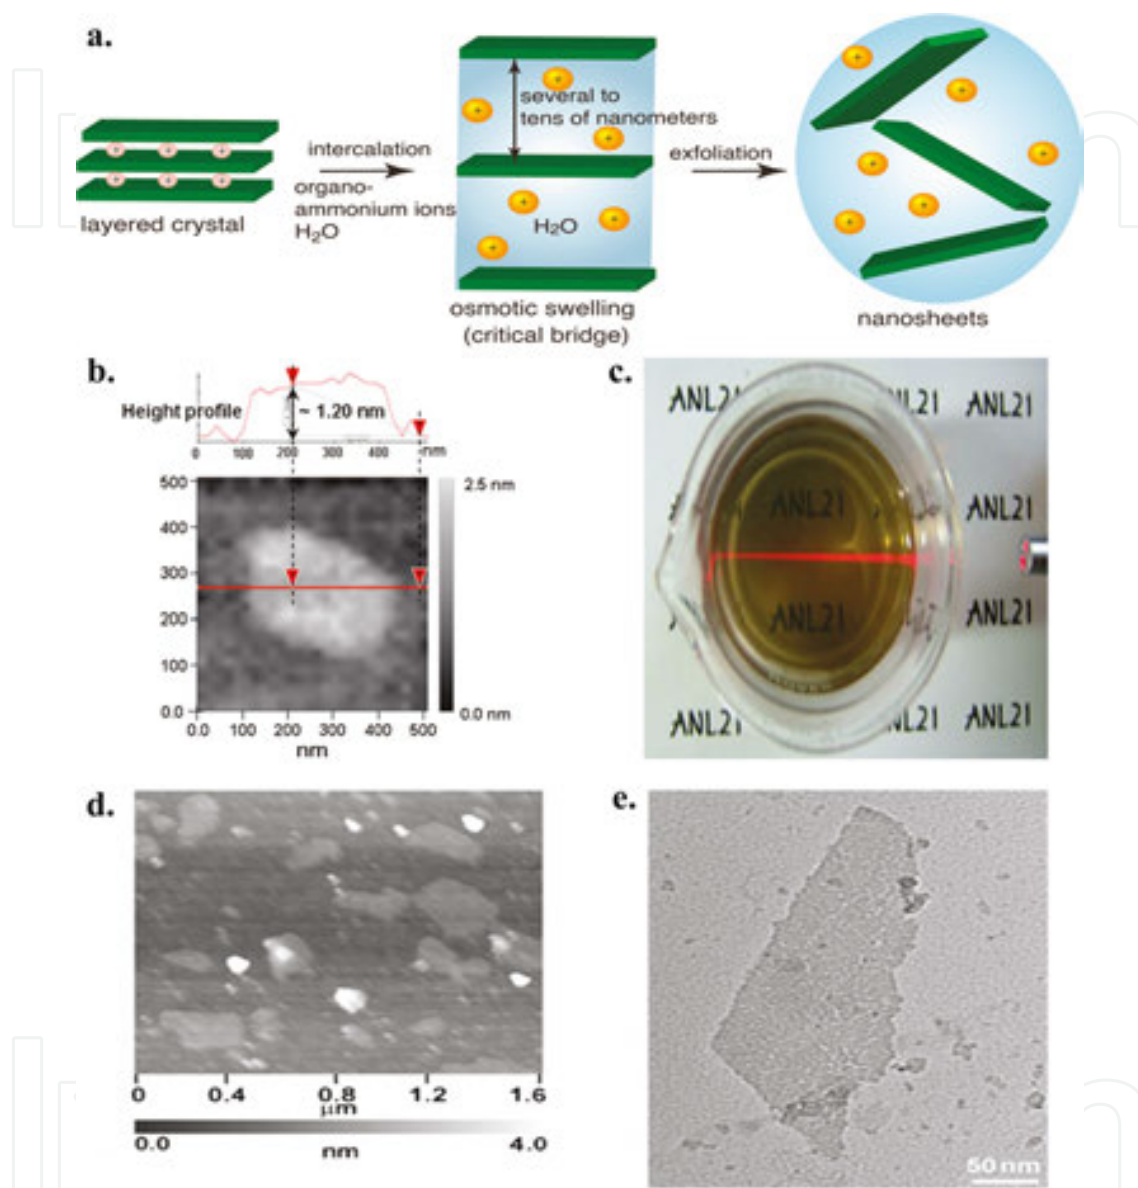 a.
layered crystal
intercalation
organo-
ammonium ions
H₂O
several to
tens of nanometers
H₂O
osmotic swelling
(critical bridge)
exfoliation
nanosheets
b.
Height profile
~ 1.20 nm
0 100 200 300 400 nm
500
400
300
200
100
0.0
2.5 nm
0.0 nm
0.0 100 200 300 400 500
nm
c.
ANL21 ANL21
ANL21
ANL21
ANL21
ANL21
ANL21 ANL21
d.
0 0.4 0.8 1.2 1.6
μm
0.0 4.0
nm
e.
50 nm